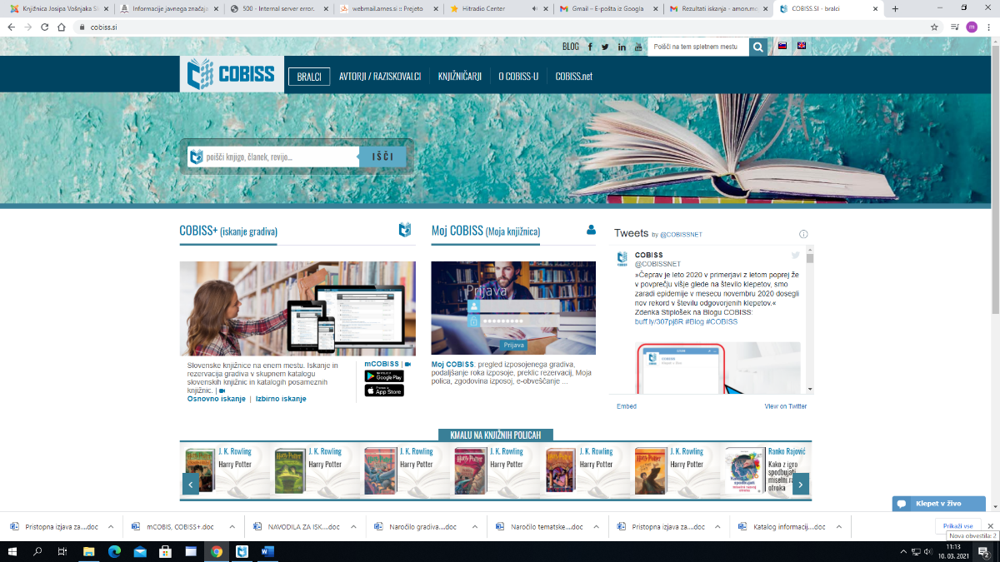 Knjižnica Josipa Vošnjaka Sl
Informacije javnega značaja
500 - Internal server error.
webmail.arnes.si :: Prejeto
Hitradio Center
Gmail – E-pošta iz Googla
Rezultati iskanja - amon.mo
COBISS.SI - bralci
cobiss.si
m
BLOG
Poišči na tem spletnem mestu
COBISS
BRALCI
AVTORJI / RAZISKOVALCI
KNJIŽNIČARJI
O COBISS-U
COBISS.net
poišči knjigo, članek, revijo...
IŠČI
COBISS+ (iskanje gradiva)
Slovenske knjižnice na enem mestu. Iskanje in
rezervacija gradiva v skupnem katalogu
slovenskih knjižnic in katalogih posameznih
knjižnic. |
Osnovno iskanje | Izbirno iskanje
mCOBISS |
Google Play
App Store
Moj COBISS (Moja knjižnica)
Prijava
Prijava
Moj COBISS: pregled izposojenega gradiva,
podaljšanje roka izposoje, preklic rezervacij, Moja
polica, zgodovina izposoj, e-obveščanje ...
Tweets by @COBISSNET
COBISS
@COBISSNET
»Čeprav je leto 2020 v primerjavi z letom poprej že
v povprečju višje glede na število klepetov, smo
zaradi epidemije v mesecu novembru 2020 dosegli
nov rekord v številu odgovorjenih klepetov.«
Zdenka Stiplošek na Blogu COBISS:
buff.ly/307pj8R #Blog #COBISS
Embed
View on Twitter
KMALU NA KNJIŽNIH POLICAH
J. K. Rowling
Harry Potter
J. K. Rowling
Harry Potter
J. K. Rowling
Harry Potter
J. K. Rowling
Harry Potter
J. K. Rowling
Harry Potter
J. K. Rowling
Harry Potter
Ranko Rajović
Kako z igro
spodbujati
miselni ra
otroka
Klepet v živo
Pristopna izjava za....doc
mCOBIS, COBISS+.doc
NAVODILA ZA ISK....doc
Naročilo gradiva....doc
Naročilo tematske....doc
Pristopna izjava za....doc
Katalog informacij....doc
Prikaži vse
Nova obvestila: 2
11:13
10. 03. 2021
2